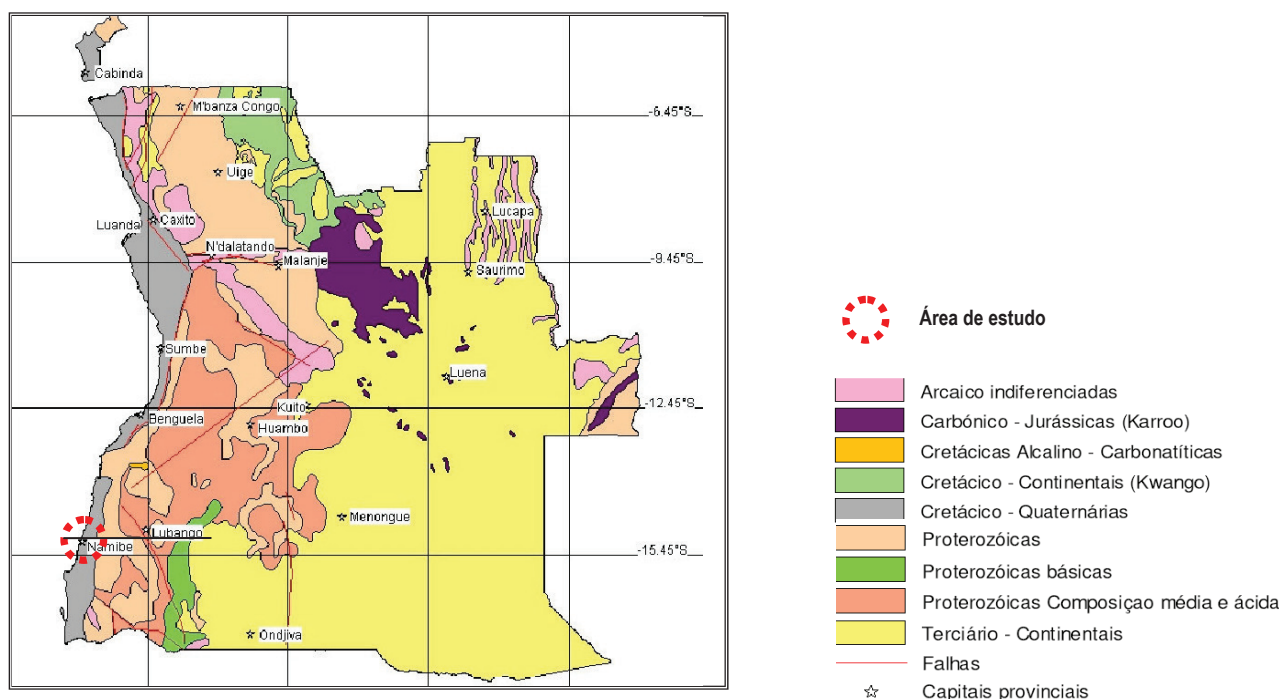 Cabinda
M'banza Congo
-6.45°S
Uige
Lucapa
Luanda
Caxito
N'dalatando
Malanje
-9.45°S
Saurimo
Sumbe
Luena
Kuito
-12.45°S
Benguela
Huambo
Menongue
Lubango
Namibe
-15.45°S
Ondjiva
Área de estudo
Arcaico indiferenciadas
Carbónico - Jurássicas (Karroo)
Cretácicas Alcalino - Carbonatíticas
Cretácico - Continentais (Kwango)
Cretácico - Quaternárias
Proterozóicas
Proterozóicas básicas
Proterozóicas Composiçao média e ácida
Terciário - Continentais
Falhas
Capitais provinciais